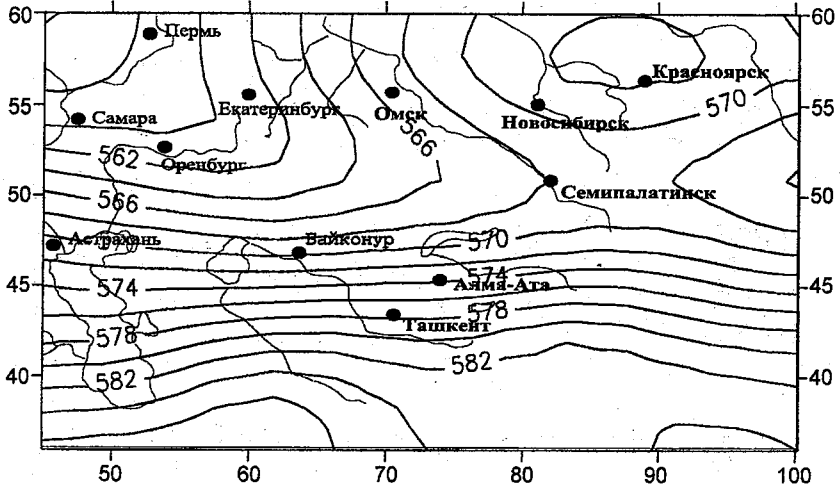 60
60
Пермь
Красноярск
55
Екатеринбург
Омск
570
55
Самара
Новосибирск
566
562
Оренбург
50
566
Семипалатинск
50
Астрахань
Байконур
570
45
574
574
Алма-Ата
45
578
578
Ташкент
40
582
582
40
50
60
70
80
90
100